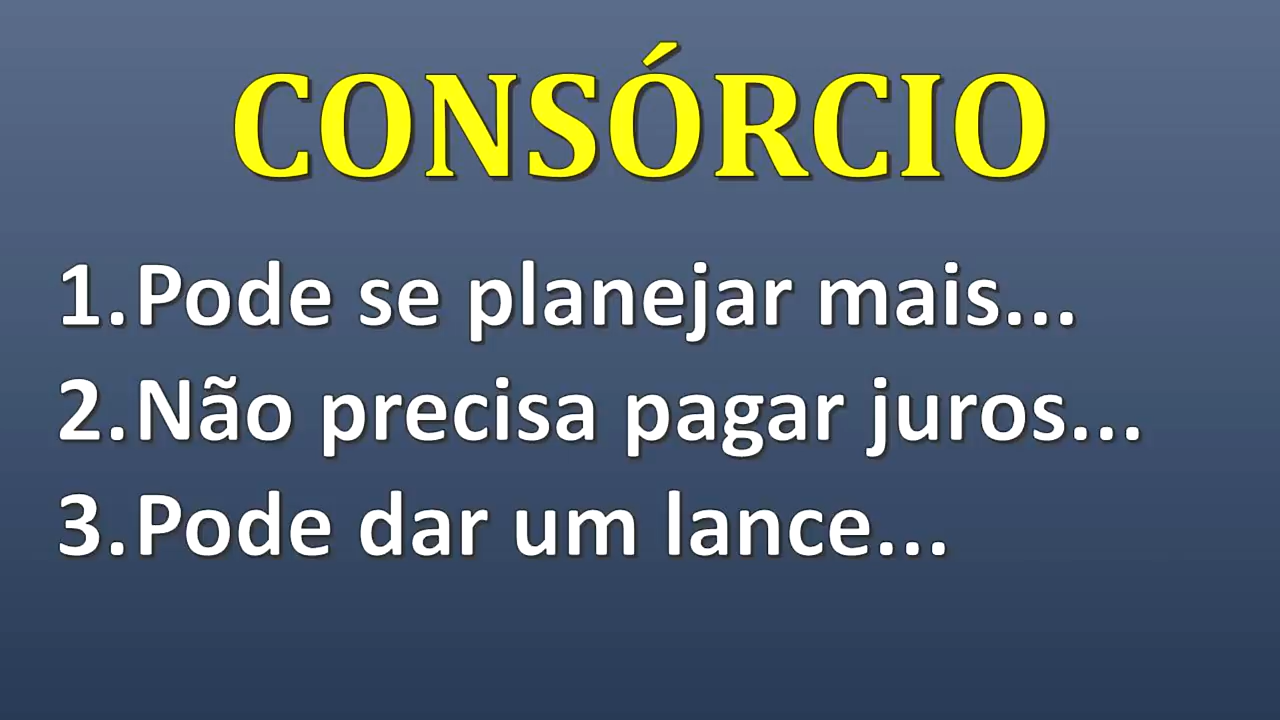 CONSÓRCIO
1. Pode se planejar mais...
2. Não precisa pagar juros...
3. Pode dar um lance...